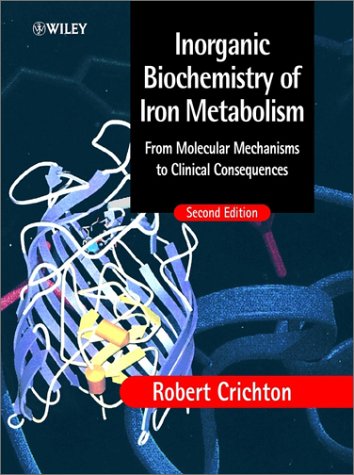 WILEY
Inorganic
Biochemistry of
Iron Metabolism
From Molecular Mechanisms
to Clinical Consequences
Second Edition
Robert Crichton